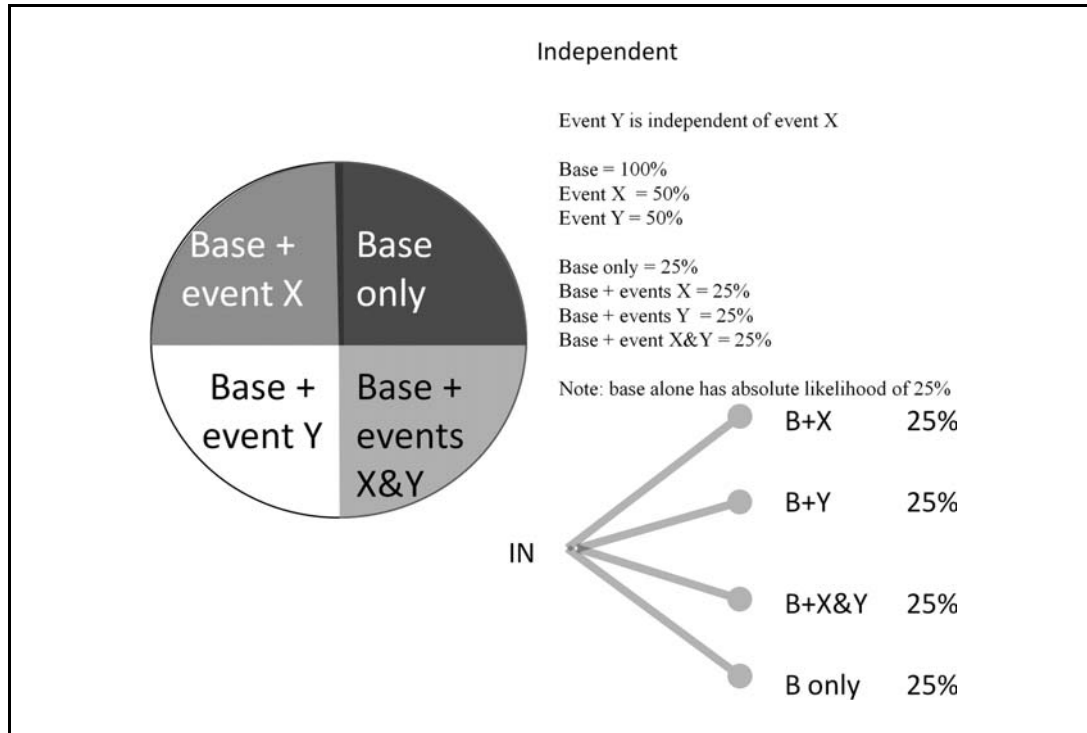 Independent
Event Y is independent of event X
Base = 100%
Event X  = 50%
Event Y = 50%
Base only = 25%
Base + events X = 25%
Base + events Y  = 25%
Base + event X&Y = 25%
Note: base alone has absolute likelihood of 25%
Base +
event X
Base
only
Base +
event Y
Base +
events
X&Y
IN
B+X 25%
B+Y 25%
B+X&Y 25%
B only 25%